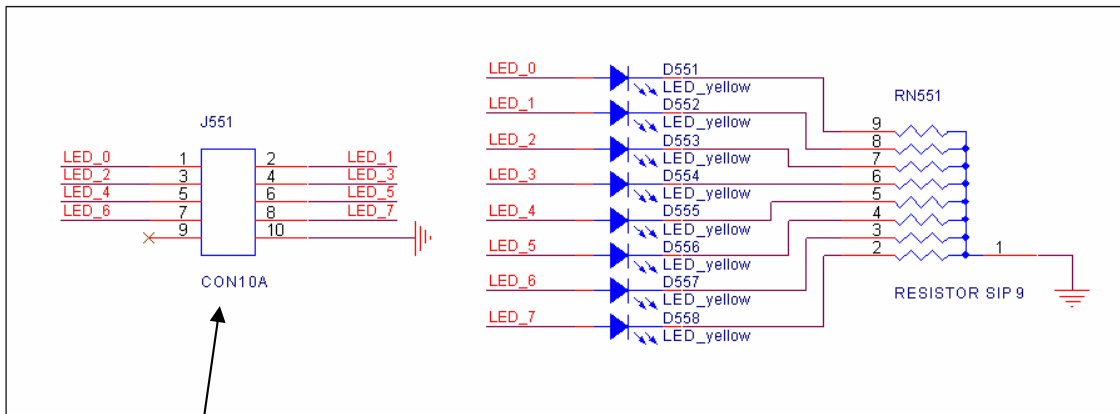 J551
LED_0 1 2 LED_1
LED_2 3 4 LED_3
LED_4 5 6 LED_5
LED_6 7 8 LED_7
9 10
CON10A
LED_0 D551
LED_yellow
LED_1 D552
LED_yellow
LED_2 D553
LED_yellow
LED_3 D554
LED_yellow
LED_4 D555
LED_yellow
LED_5 D556
LED_yellow
LED_6 D557
LED_yellow
LED_7 D558
LED_yellow
RN551
9
8
7
6
5
4
3
2 1
RESISTOR SIP 9